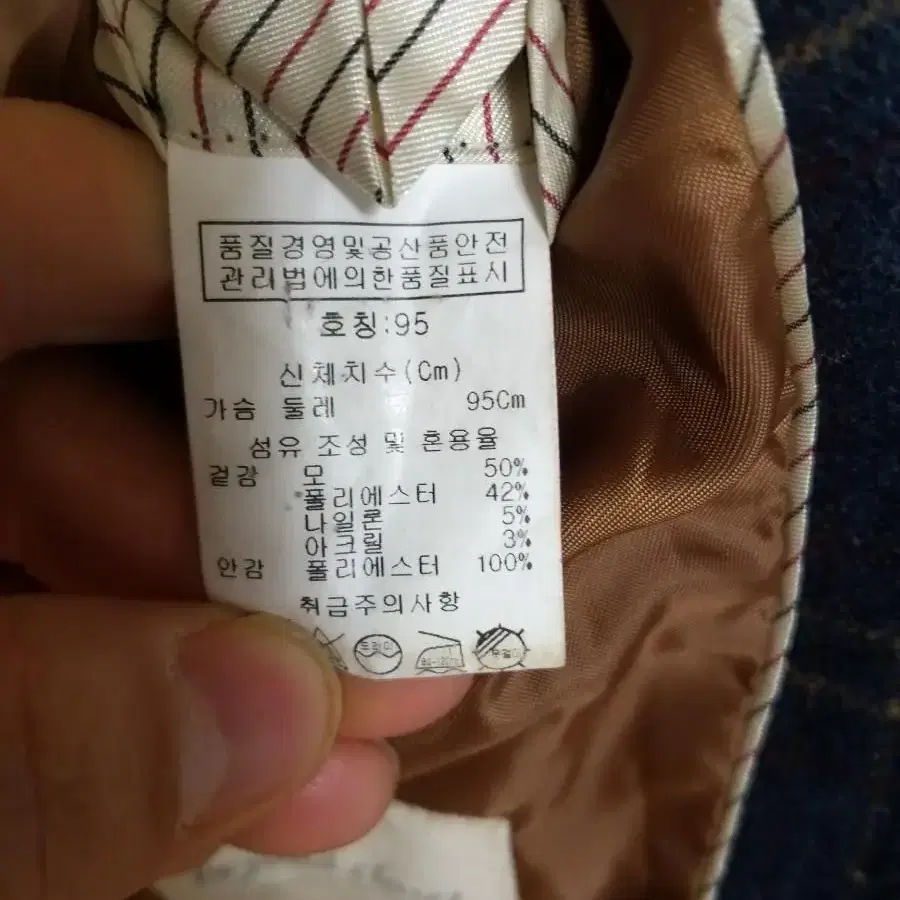 품질경영및공산품안전
관리법에의한품질표시
호칭:95
신체치수(Cm)
가슴 둘레 95Cm
섬유 조성 및 혼용율
겉감 모 50%
폴리에스터 42%
나일론 5%
아크릴 3%
안감 폴리에스터 100%
취급주의사항
드라이